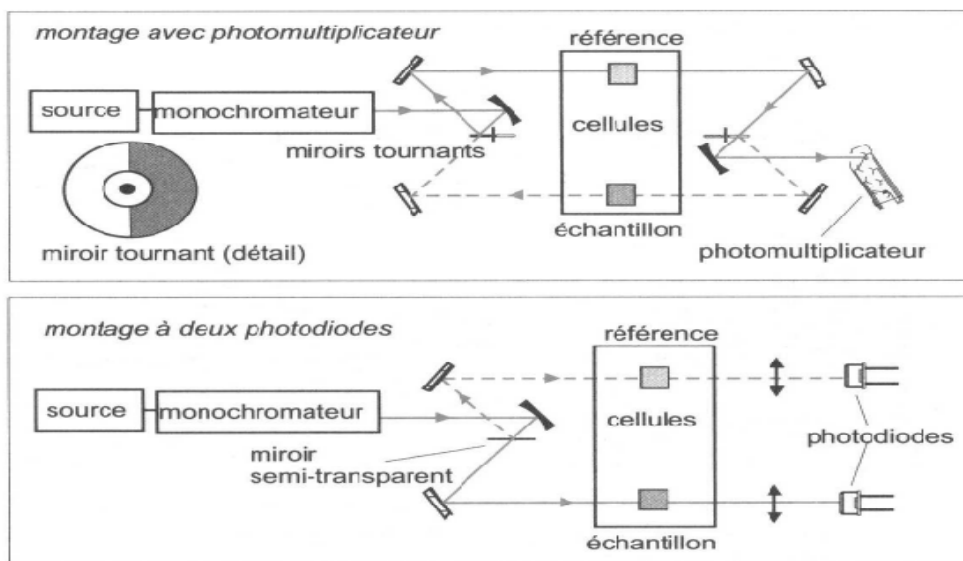 montage avec photomultiplicateur
référence
source
monochromateur
cellules
miroirs tournants
miroir tournant (détail)
échantillon
photomultiplicateur
montage à deux photodiodes
référence
source
monochromateur
cellules
photodiodes
miroir
semi-transparent
échantillon